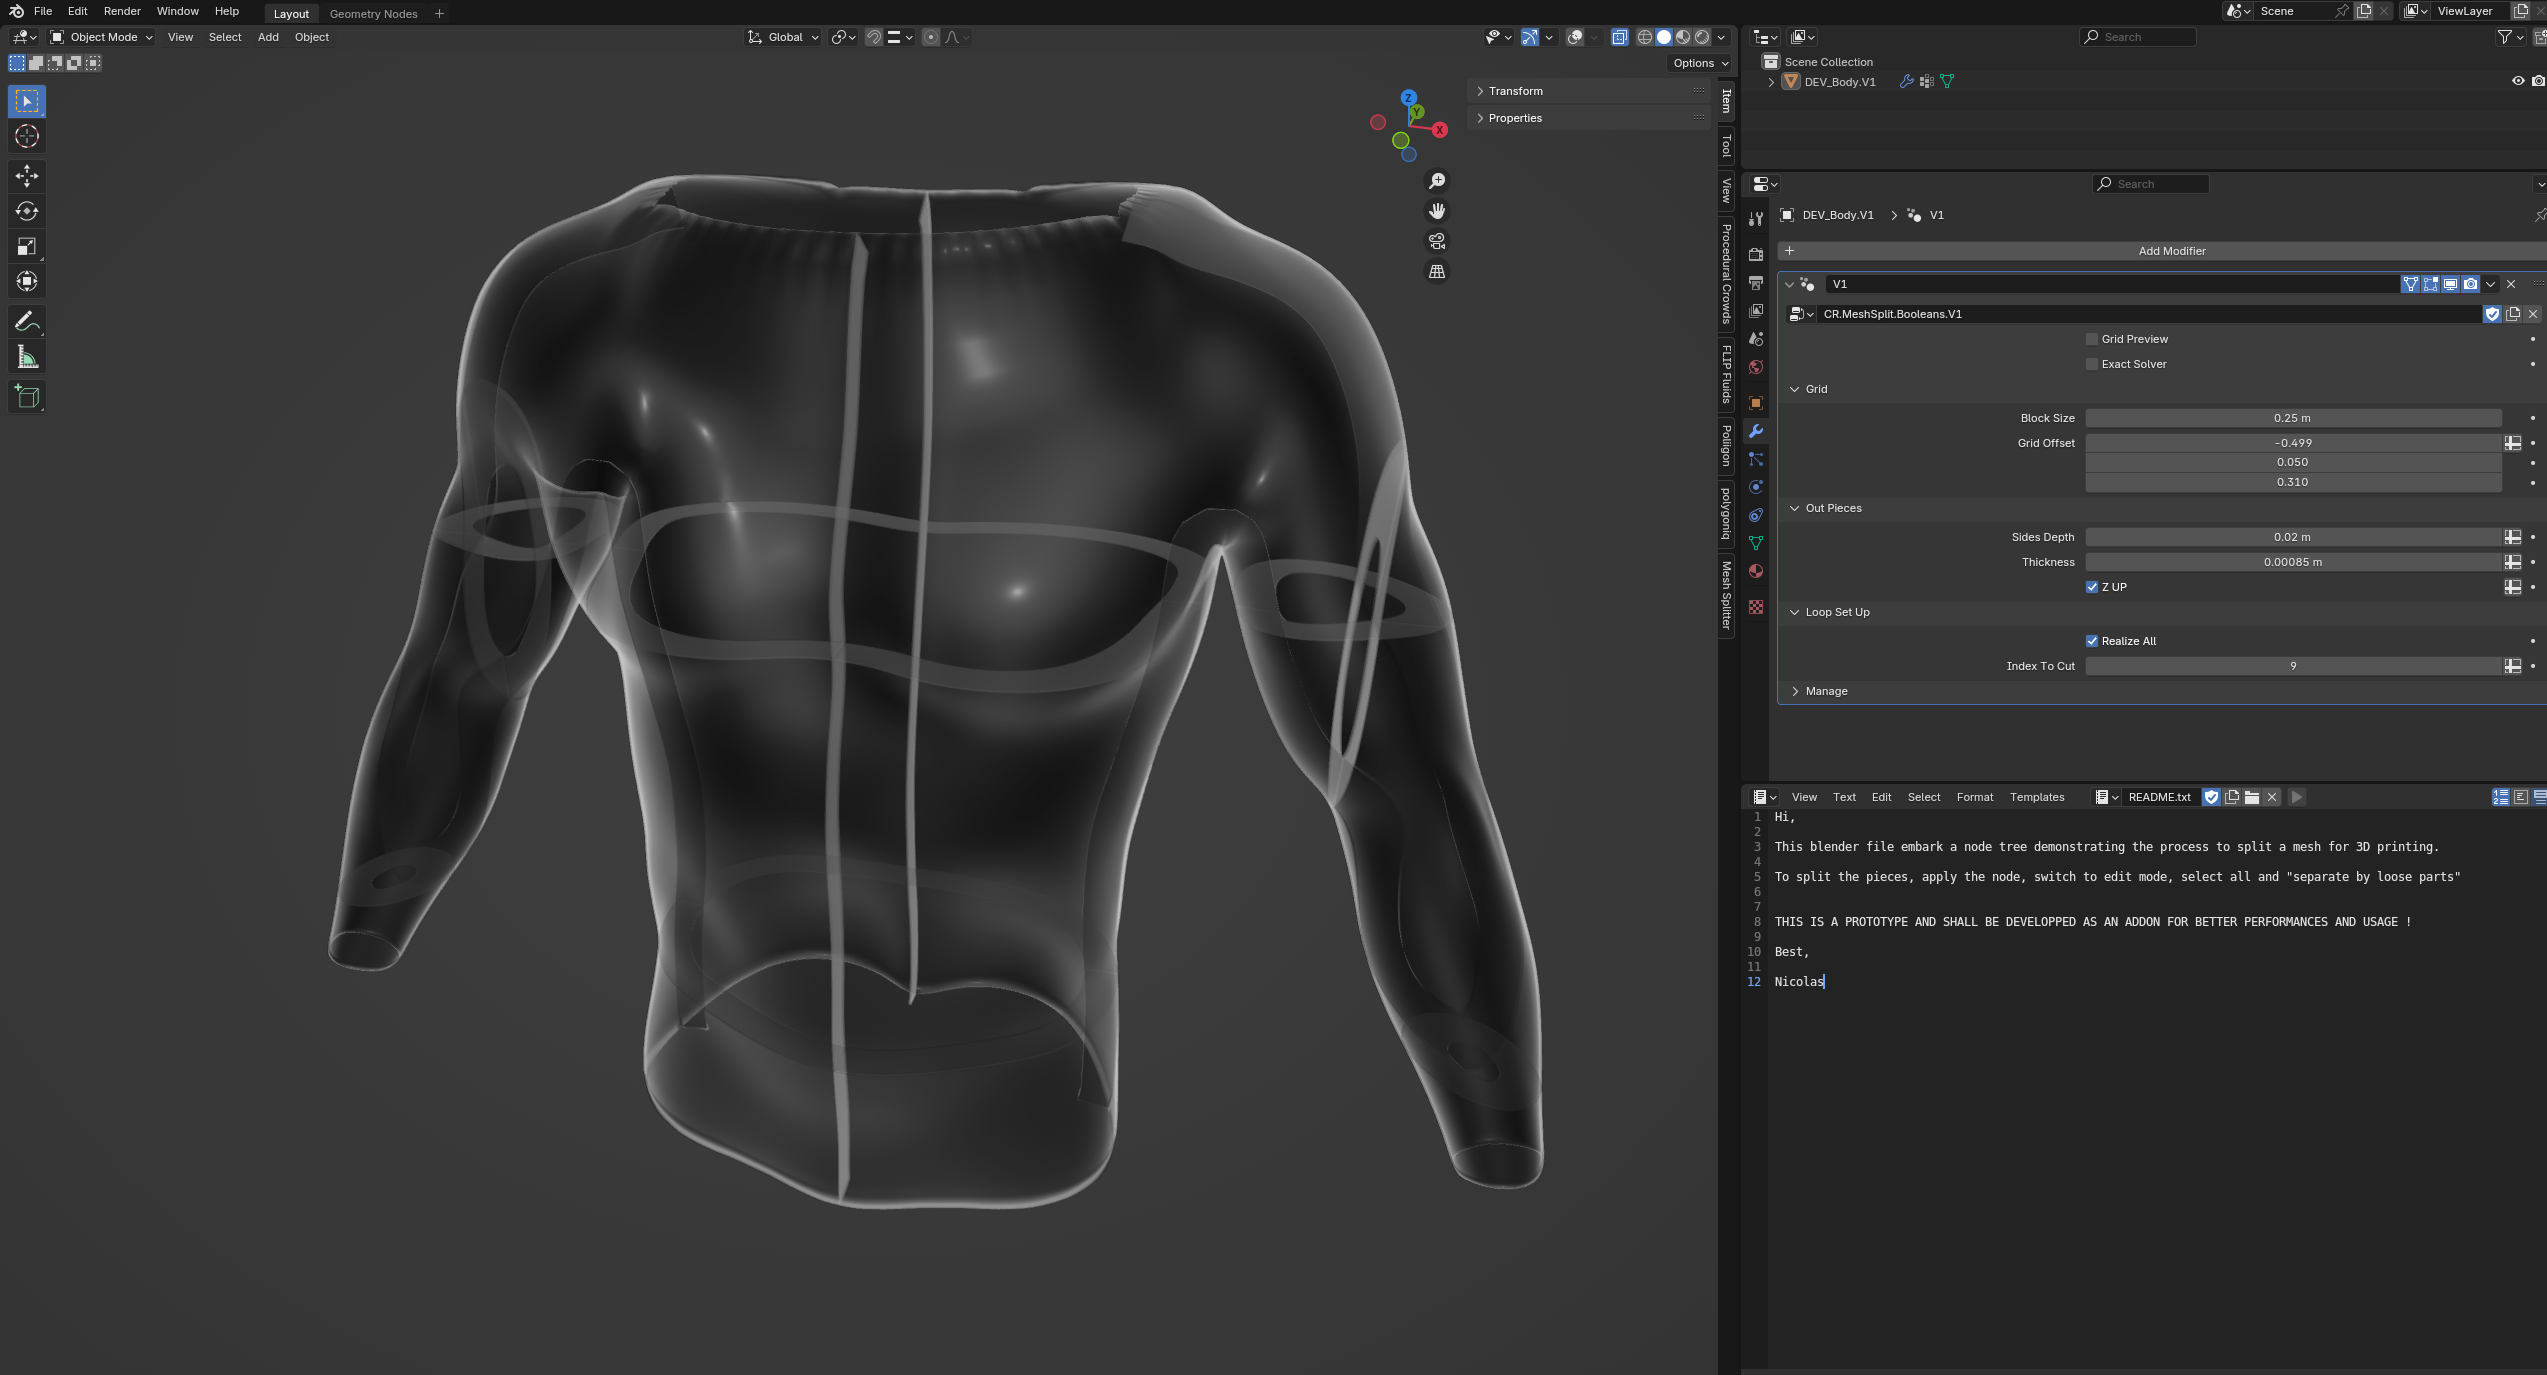 File Edit Render Window Help Layout Geometry Nodes + Scene ViewLayer
Object Mode View Select Add Object Global Search
Options
Scene Collection
DEV_Body.V1
Z
Y
X
Transform
Properties
Item
Tool
View
Procedural Crowds
FLIP Fluids
Poliigon
polygoniq
Mesh Splitter
Search
DEV_Body.V1 > V1
+ Add Modifier
V1
CR.MeshSplit.Booleans.V1
Grid Preview
Exact Solver
Grid
Block Size 0.25 m
Grid Offset -0.499
0.050
0.310
Out Pieces
Sides Depth 0.02 m
Thickness 0.00085 m
Z UP
Loop Set Up
Realize All
Index To Cut 9
Manage
View Text Edit Select Format Templates README.txt
1 Hi,
2
3 This blender file embark a node tree demonstrating the process to split a mesh for 3D printing.
4
5 To split the pieces, apply the node, switch to edit mode, select all and "separate by loose parts"
6
7
8 THIS IS A PROTOTYPE AND SHALL BE DEVELOPPED AS AN ADDON FOR BETTER PERFORMANCES AND USAGE !
9
10 Best,
11
12 Nicolas